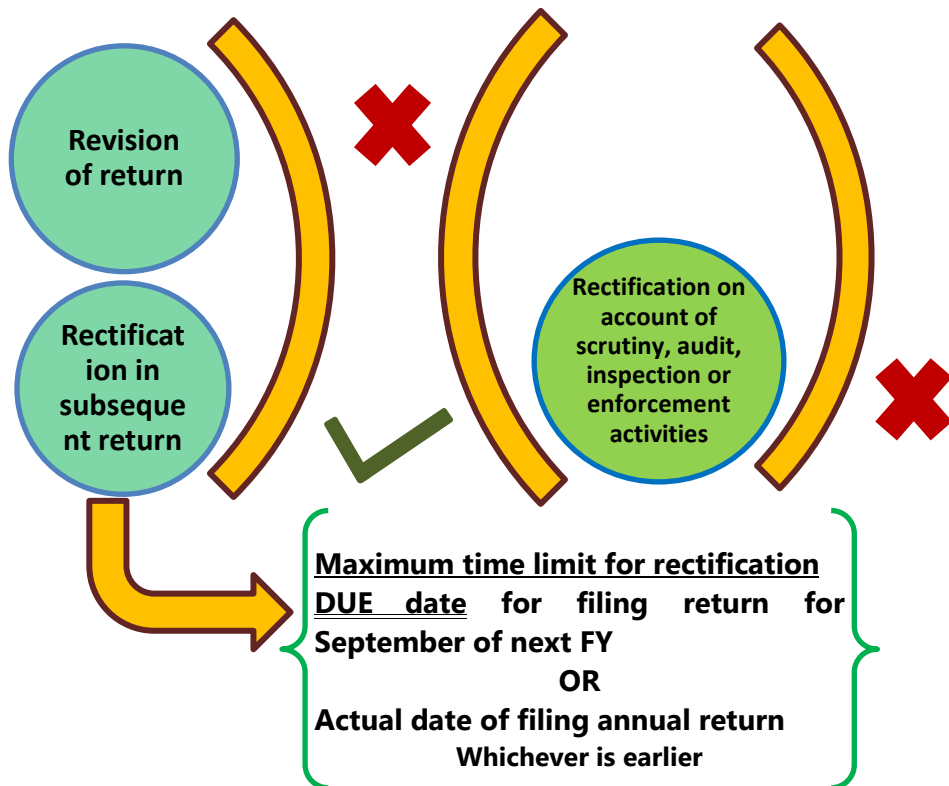 Revision
of return
Rectificat
ion in
subseque
nt return
Rectification on
account of
scrutiny, audit,
inspection or
enforcement
activities
Maximum time limit for rectification
DUE date for filing return for
September of next FY
OR
Actual date of filing annual return
Whichever is earlier